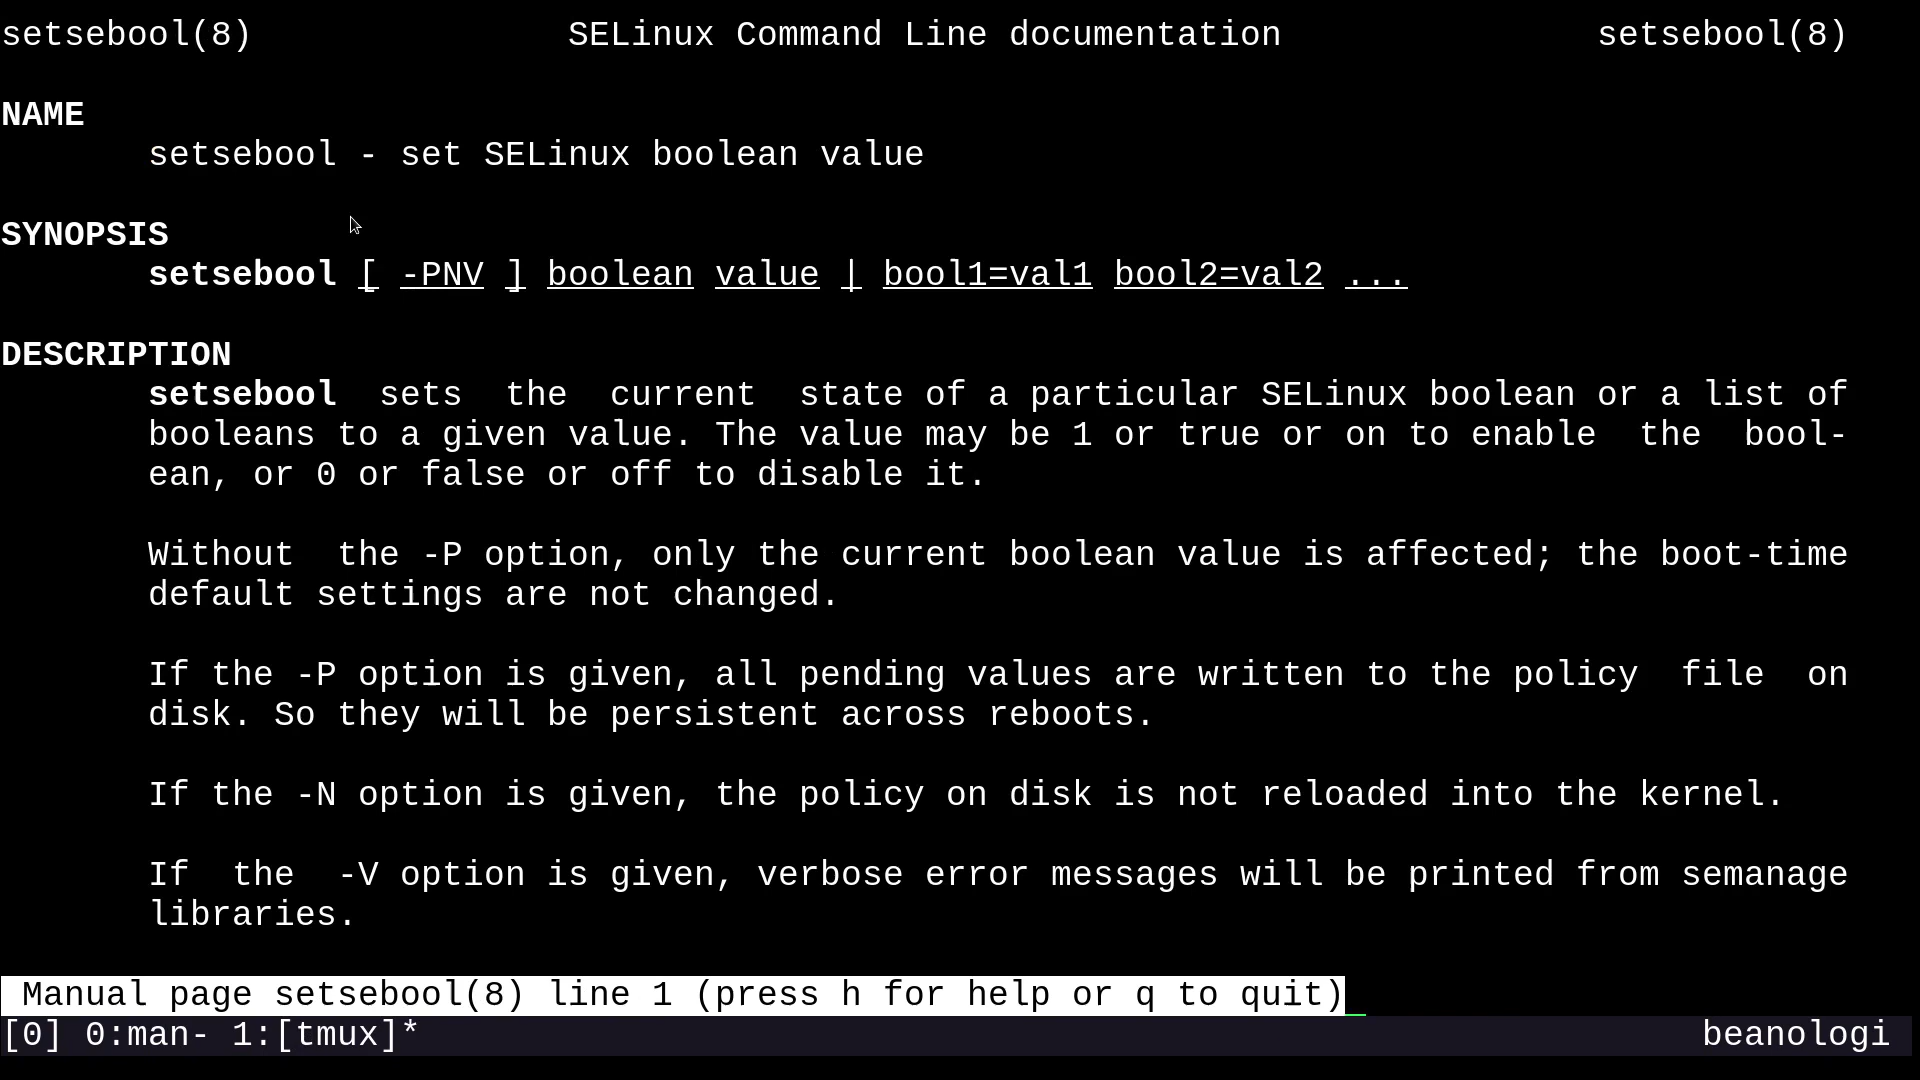 setsebool(8) SELinux Command Line documentation setsebool(8)
NAME
setsebool - set SELinux boolean value
SYNOPSIS
setsebool [ -PNV ] boolean value | bool1=val1 bool2=val2 ...
DESCRIPTION
setsebool sets the current state of a particular SELinux boolean or a list of
booleans to a given value. The value may be 1 or true or on to enable the bool-
ean, or 0 or false or off to disable it.
Without the -P option, only the current boolean value is affected; the boot-time
default settings are not changed.
If the -P option is given, all pending values are written to the policy file on
disk. So they will be persistent across reboots.
If the -N option is given, the policy on disk is not reloaded into the kernel.
If the -V option is given, verbose error messages will be printed from semanage
libraries.
Manual page setsebool(8) line 1 (press h for help or q to quit)
[0] 0:man- 1:[tmux]* beanologi